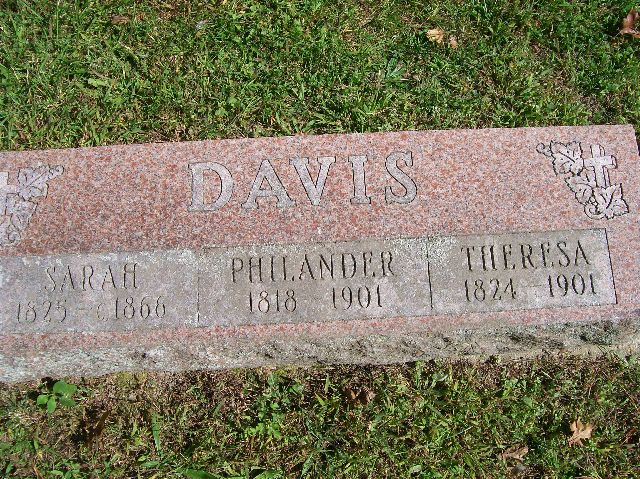 DAVIS
SARAH
1825 - 1866
PHILANDER
1818 - 1901
THERESA
1824 - 1901